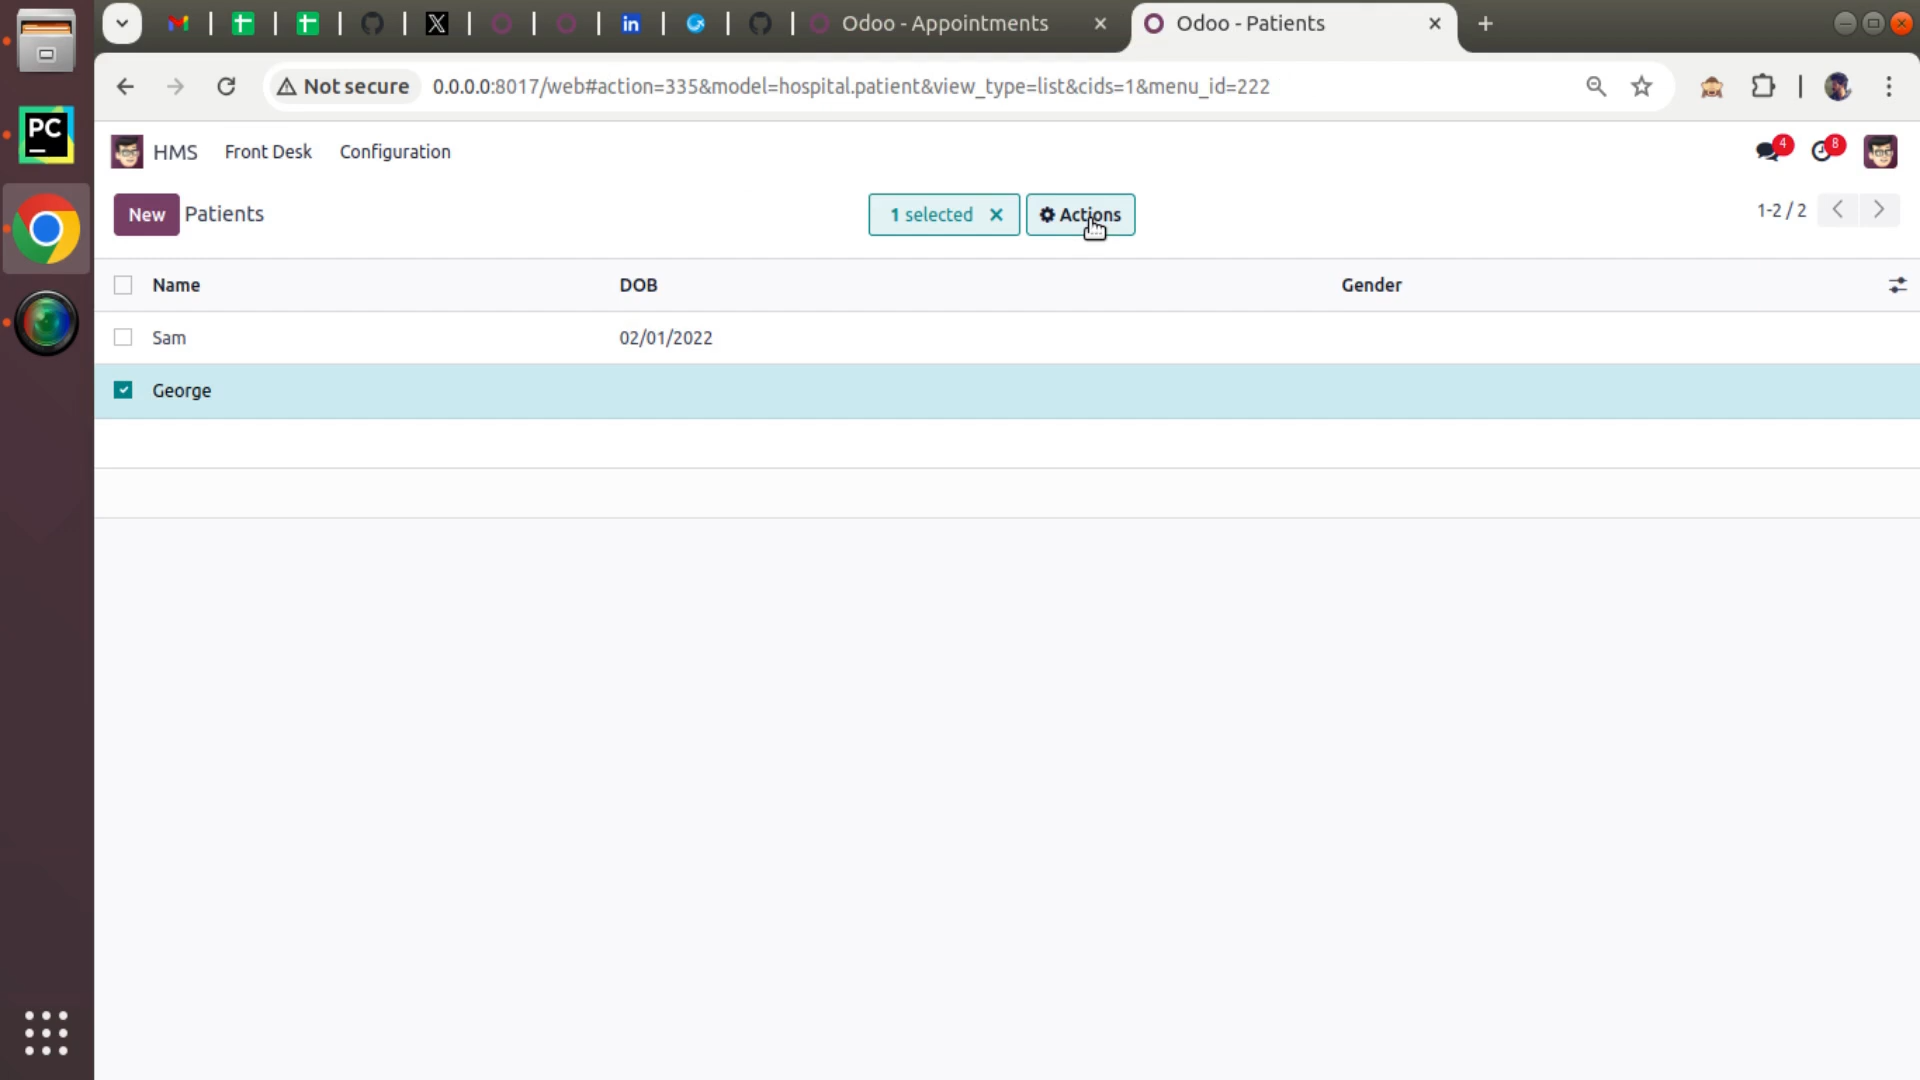 Odoo - Appointments
Odoo - Patients
Not secure
0.0.0.0:8017/web#action=335&model=hospital.patient&view_type=list&cids=1&menu_id=222
PC
X
in
HMS
Front Desk
Configuration
4
8
New
Patients
1 selected
Actions
1-2 / 2
Name
DOB
Gender
Sam
02/01/2022
George